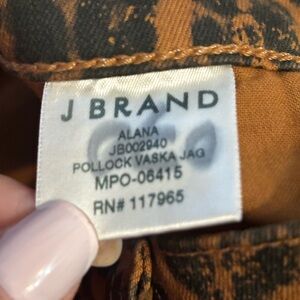 J BRAND
ALANA
JB002940
POLLOCK VASKA JAG
MPO-06415
RN# 117965